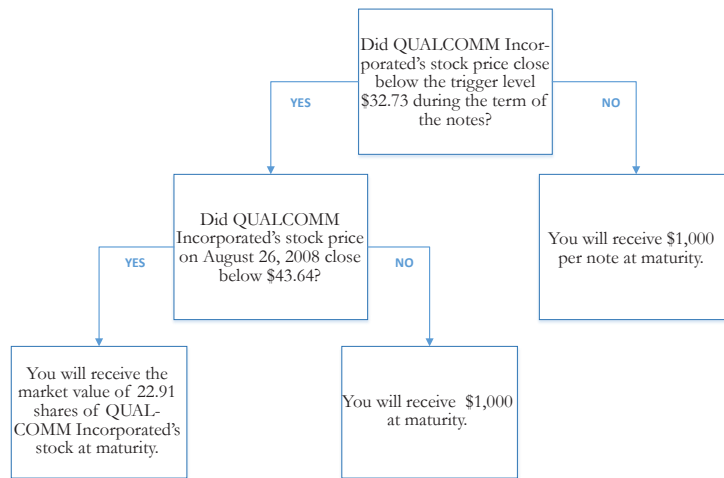 Did QUALCOMM Incor-
porated's stock price close
below the trigger level
$32.73 during the term of
the notes?
YES
NO
Did QUALCOMM
Incorporated's stock price
on August 26, 2008 close
below $43.64?
You will receive $1,000
per note at maturity.
YES
NO
You will receive the
market value of 22.91
shares of QUAL-
COMM Incorporated's
stock at maturity.
You will receive $1,000
at maturity.